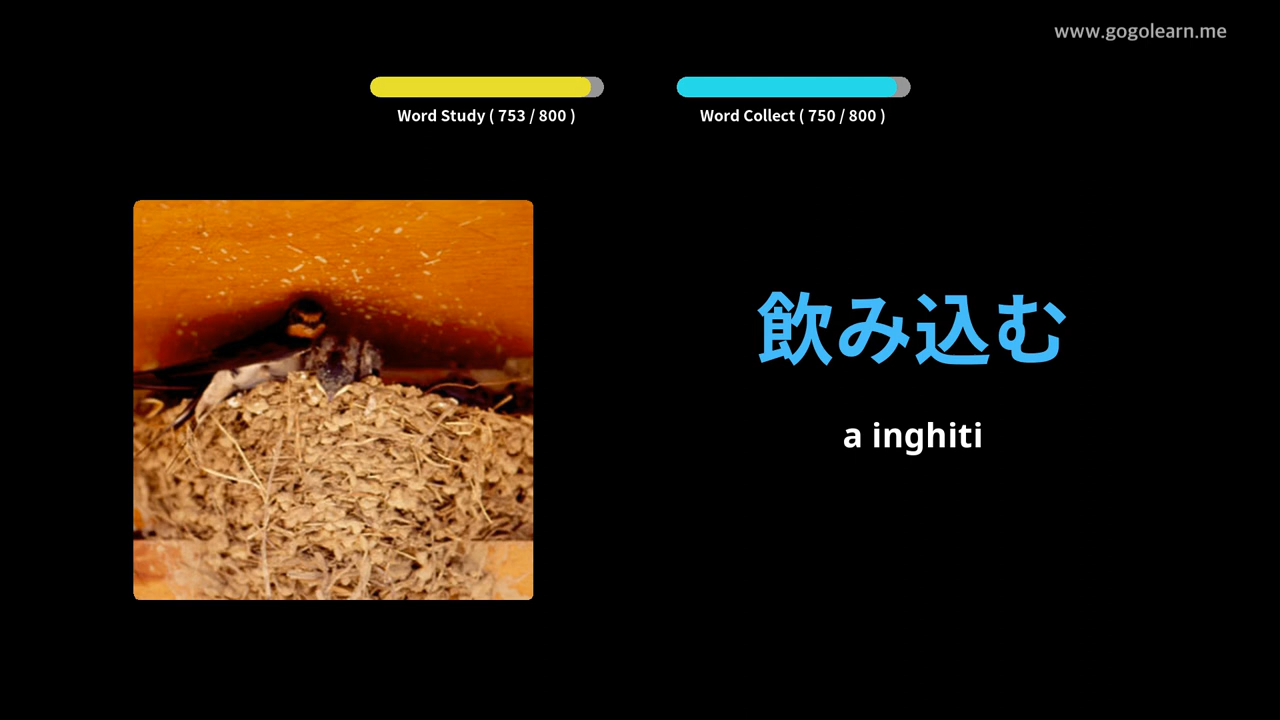 www.gogolearn.me
Word Study ( 753 / 800 )
Word Collect ( 750 / 800 )
飲み込む
a inghiti